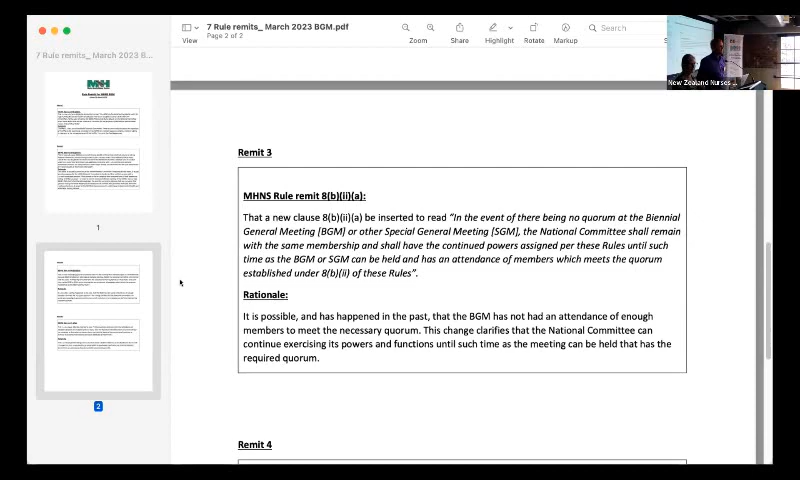 7 Rule remits_ March 2023 BGM.pdf
Page 2 of 2
View
Zoom
Share
Highlight
Rotate
Markup
Search
7 Rule remits_ March 2023 B...
New Zealand Nurses ...
1
2
Remit 3
MHNS Rule remit 8(b)(ii)(a):
That a new clause 8(b)(ii)(a) be inserted to read “In the event of there being no quorum at the Biennial
General Meeting [BGM] or other Special General Meeting [SGM], the National Committee shall remain
with the same membership and shall have the continued powers assigned per these Rules until such
time as the BGM or SGM can be held and has an attendance of members which meets the quorum
established under 8(b)(ii) of these Rules”.
Rationale:
It is possible, and has happened in the past, that the BGM has not had an attendance of enough
members to meet the necessary quorum. This change clarifies that the National Committee can
continue exercising its powers and functions until such time as the meeting can be held that has the
required quorum.
Remit 4